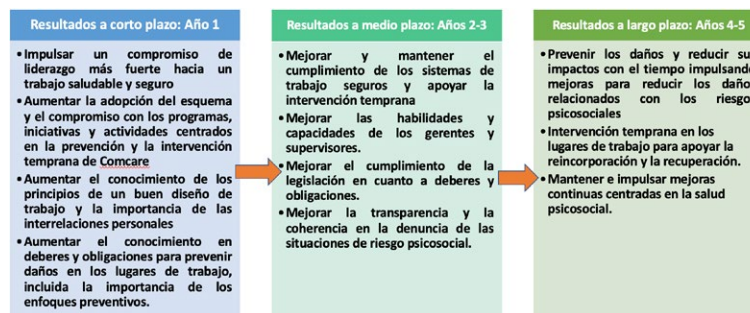 Resultados a corto plazo: Año 1
• Impulsar un compromiso de
liderazgo más fuerte hacia un
trabajo saludable y seguro
• Aumentar la adopción del esquema
y el compromiso con los programas,
iniciativas y actividades centrados
en la prevención y la intervención
temprana de Comcare
• Aumentar el conocimiento de los
principios de un buen diseño de
trabajo y la importancia de las
interrelaciones personales
• Aumentar el conocimiento en
deberes y obligaciones para prevenir
daños en los lugares de trabajo,
incluida la importancia de los
enfoques preventivos.
Resultados a medio plazo: Años 2-3
• Mejorar y mantener el
cumplimiento de los sistemas de
trabajo seguros y apoyar la
intervención temprana
• Mejorar las habilidades y
capacidades de los gerentes y
supervisores.
• Mejorar el cumplimiento de la
legislación en cuanto a deberes y
obligaciones.
• Mejorar la transparencia y la
coherencia en la denuncia de las
situaciones de riesgo psicosocial.
Resultados a largo plazo: Años 4-5
• Prevenir los daños y reducir su
impactos con el tiempo impulsand
mejoras para reducir los daño
relacionados con los riesgo
psicosociales
• Intervención temprana en los
lugares de trabajo para apoyar la
reincorporación y la recuperación.
• Mantener e impulsar mejoras
continuas centradas en la salud
psicosocial.